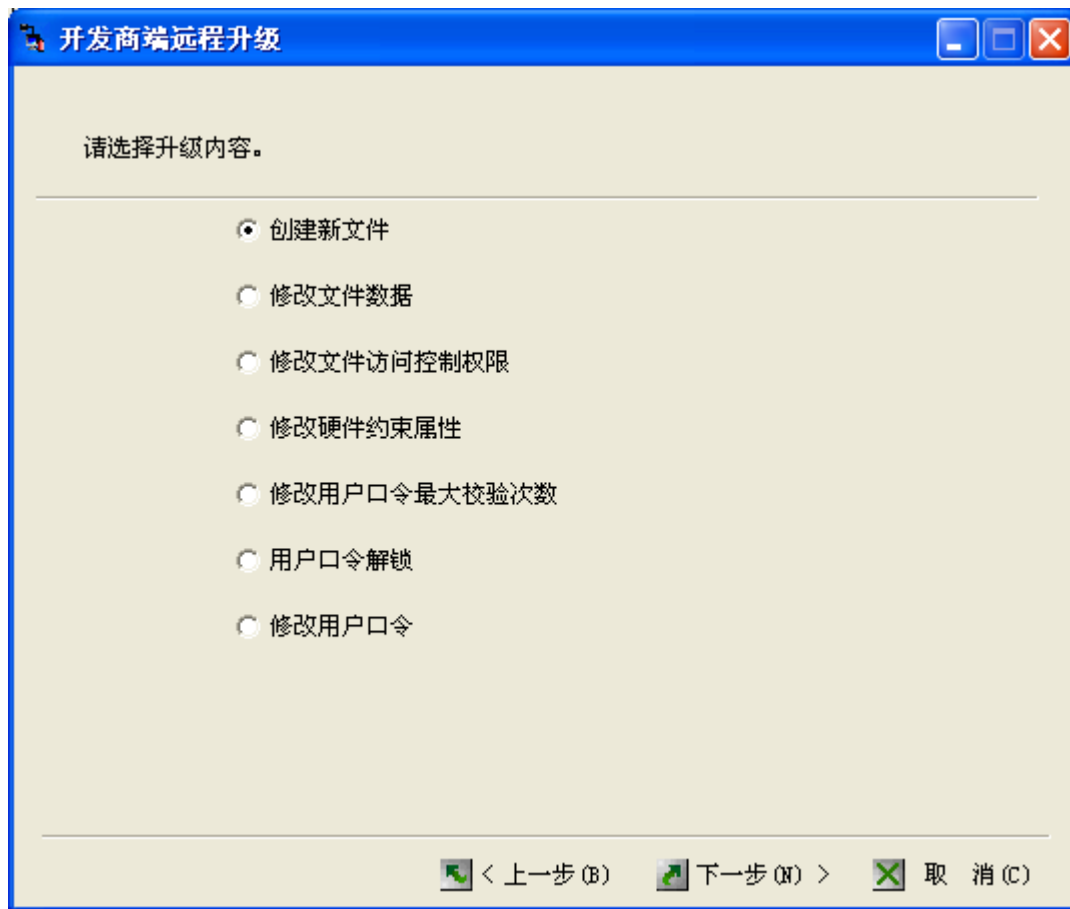 开发商端远程升级
请选择升级内容。
创建新文件
修改文件数据
修改文件访问控制权限
修改硬件约束属性
修改用户口令最大校验次数
用户口令解锁
修改用户口令
< 上一步(B) 下一步(N) > 取 消(C)